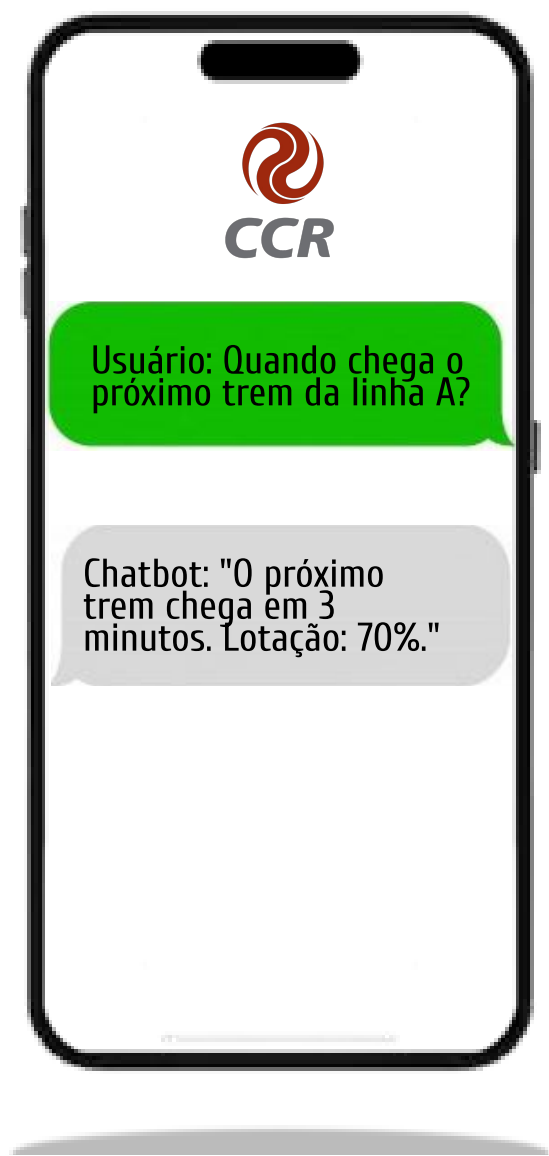 CCR
Usuário: Quando chega o
próximo trem da linha A?
Chatbot: "O próximo
trem chega em 3
minutos. Lotação: 70%."